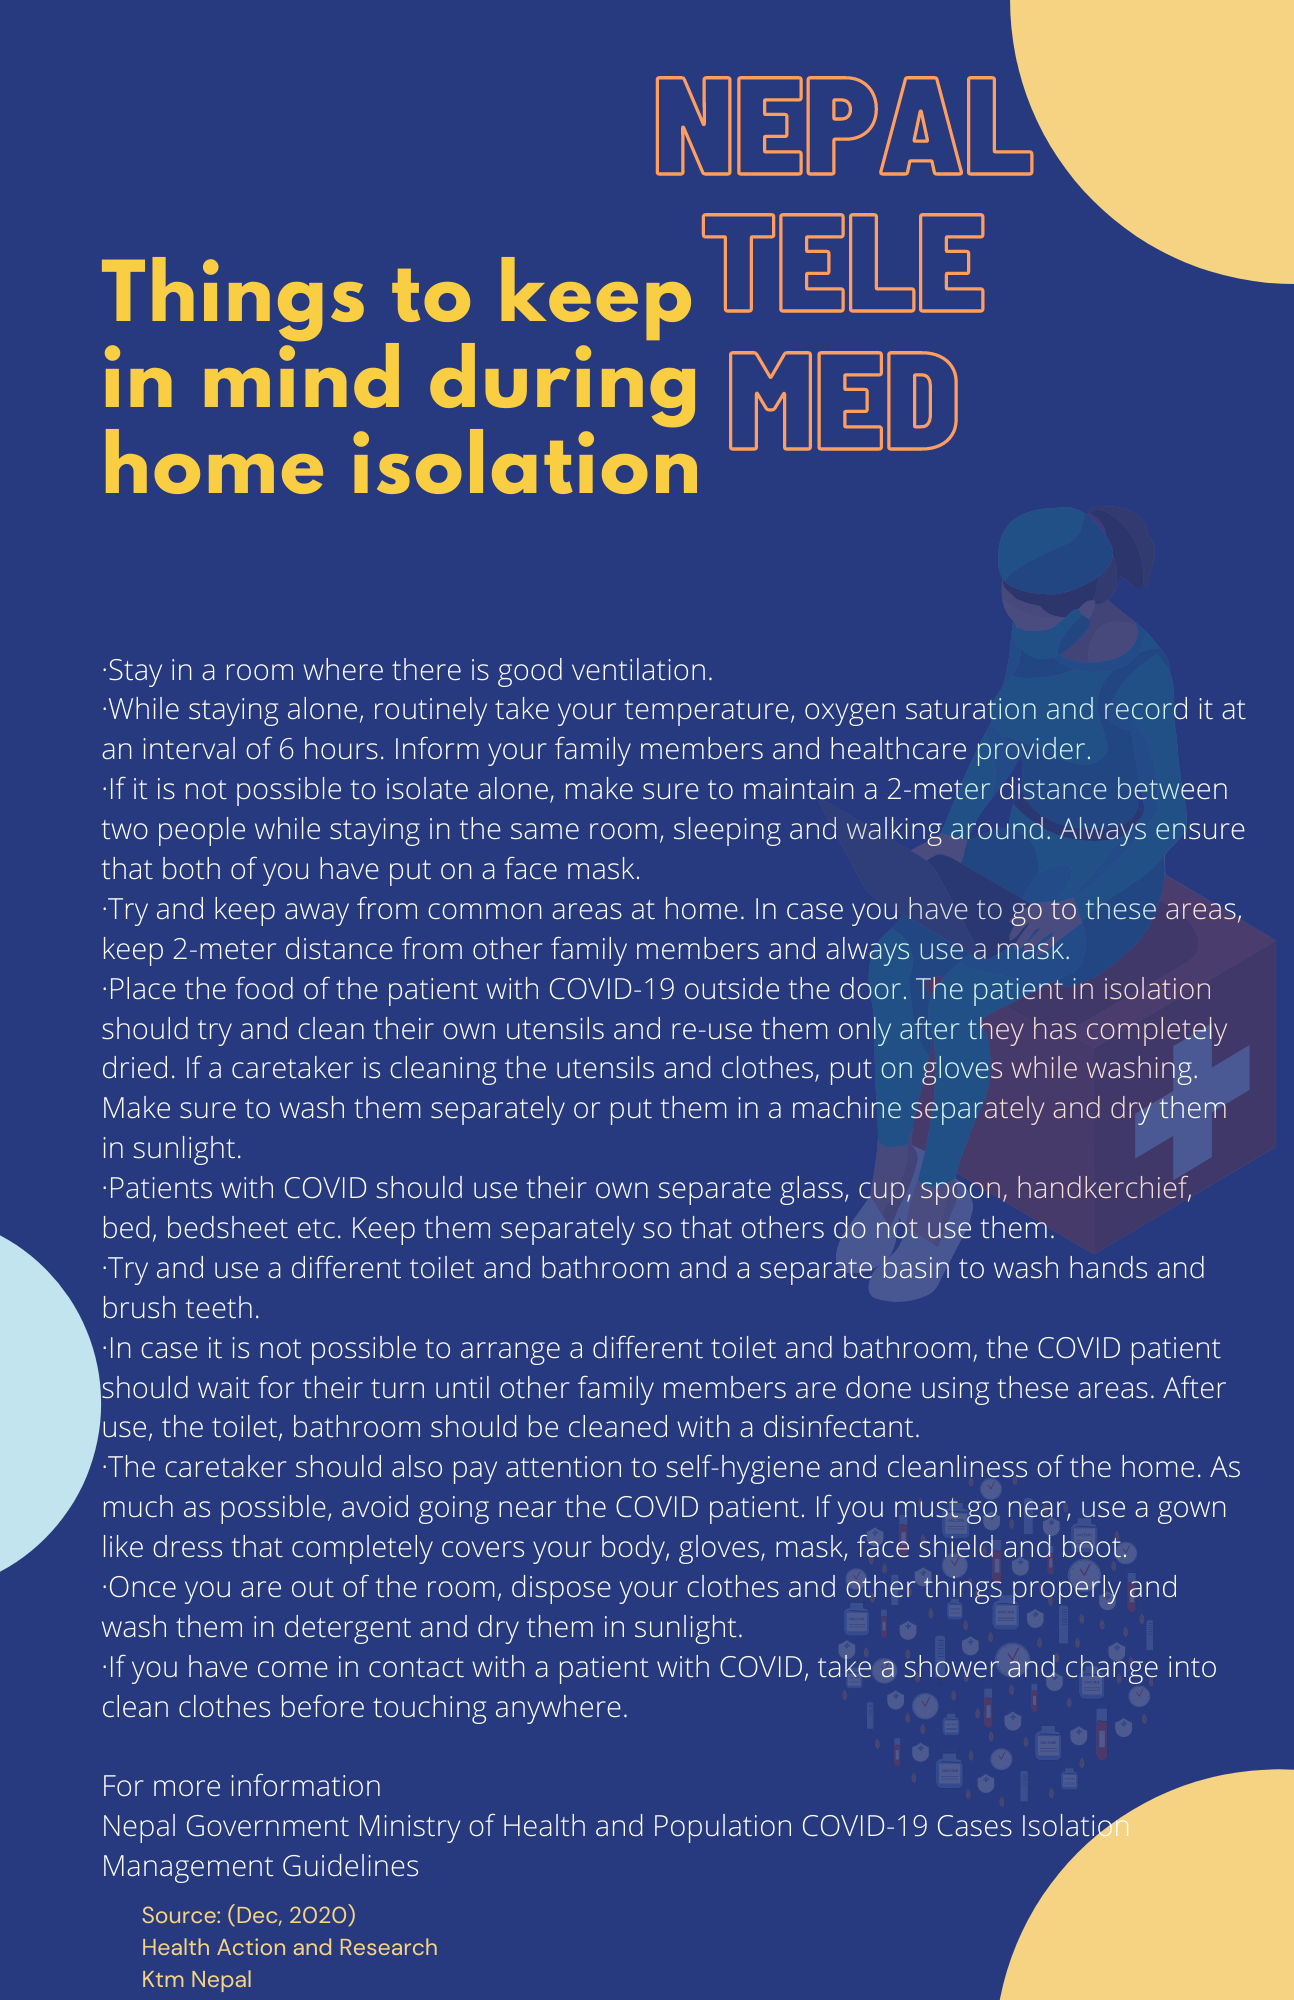 NEPAL
TELE
MED
Things to keep
in mind during
home isolation
·Stay in a room where there is good ventilation.
·While staying alone, routinely take your temperature, oxygen saturation and record it at
an interval of 6 hours. Inform your family members and healthcare provider.
·If it is not possible to isolate alone, make sure to maintain a 2-meter distance between
two people while staying in the same room, sleeping and walking around. Always ensure
that both of you have put on a face mask.
·Try and keep away from common areas at home. In case you have to go to these areas,
keep 2-meter distance from other family members and always use a mask.
·Place the food of the patient with COVID-19 outside the door. The patient in isolation
should try and clean their own utensils and re-use them only after they has completely
dried. If a caretaker is cleaning the utensils and clothes, put on gloves while washing.
Make sure to wash them separately or put them in a machine separately and dry them
in sunlight.
·Patients with COVID should use their own separate glass, cup, spoon, handkerchief,
bed, bedsheet etc. Keep them separately so that others do not use them.
·Try and use a different toilet and bathroom and a separate basin to wash hands and
brush teeth.
·In case it is not possible to arrange a different toilet and bathroom, the COVID patient
should wait for their turn until other family members are done using these areas. After
use, the toilet, bathroom should be cleaned with a disinfectant.
·The caretaker should also pay attention to self-hygiene and cleanliness of the home. As
much as possible, avoid going near the COVID patient. If you must go near, use a gown
like dress that completely covers your body, gloves, mask, face shield and boot.
·Once you are out of the room, dispose your clothes and other things properly and
wash them in detergent and dry them in sunlight.
·If you have come in contact with a patient with COVID, take a shower and change into
clean clothes before touching anywhere.
For more information
Nepal Government Ministry of Health and Population COVID-19 Cases Isolation
Management Guidelines
Source: (Dec, 2020)
Health Action and Research
Ktm Nepal